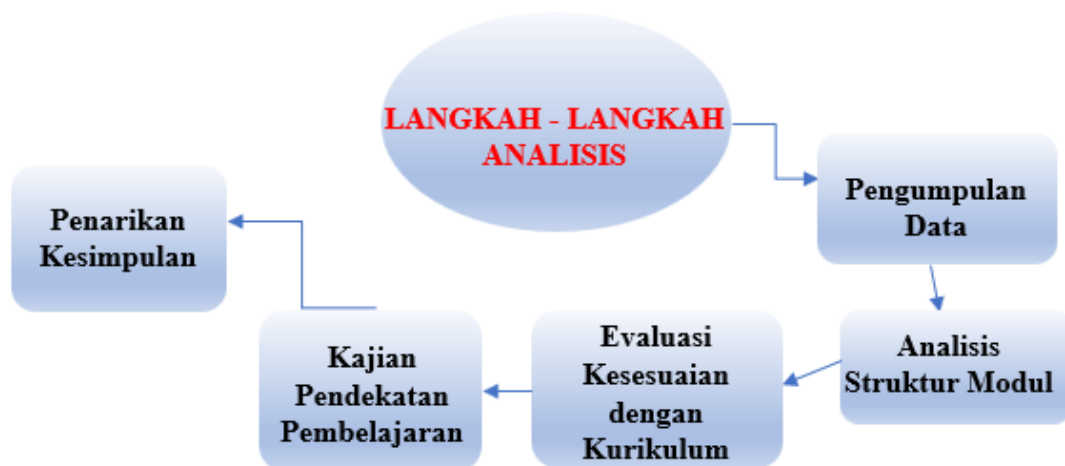 LANGKAH - LANGKAH
ANALISIS
Pengumpulan
Data
Analisis
Struktur Modul
Evaluasi
Kesesuaian
dengan
Kurikulum
Kajian
Pendekatan
Pembelajaran
Penarikan
Kesimpulan